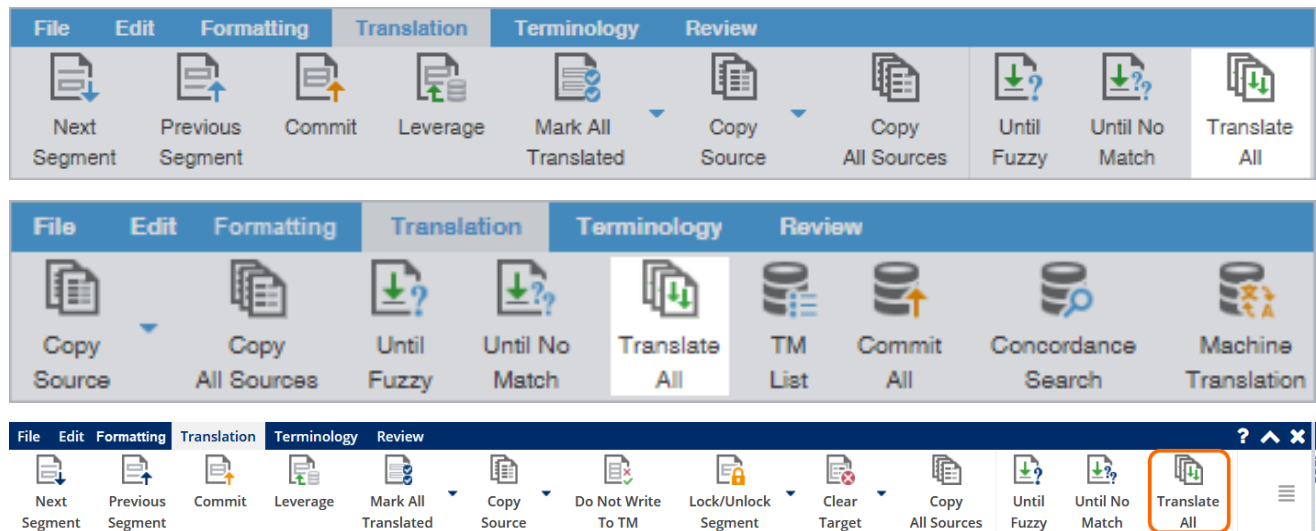 File Edit Formatting Translation Terminology Review
Next Previous Commit Leverage Mark All Copy Copy Until Until No Translate
Segment Segment Translated Source All Sources Fuzzy Match All
File Edit Formatting Translation Terminology Review
Copy Copy Until Until No Translate TM Commit Concordance Machine
Source All Sources Fuzzy Match All List All Search Translation
File Edit Formatting Translation Terminology Review ?
Next Previous Commit Leverage Mark All Copy Do Not Write Lock/Unlock Clear Copy Until Until No Translate
Segment Segment Translated Source To TM Segment Target All Sources Fuzzy Match All